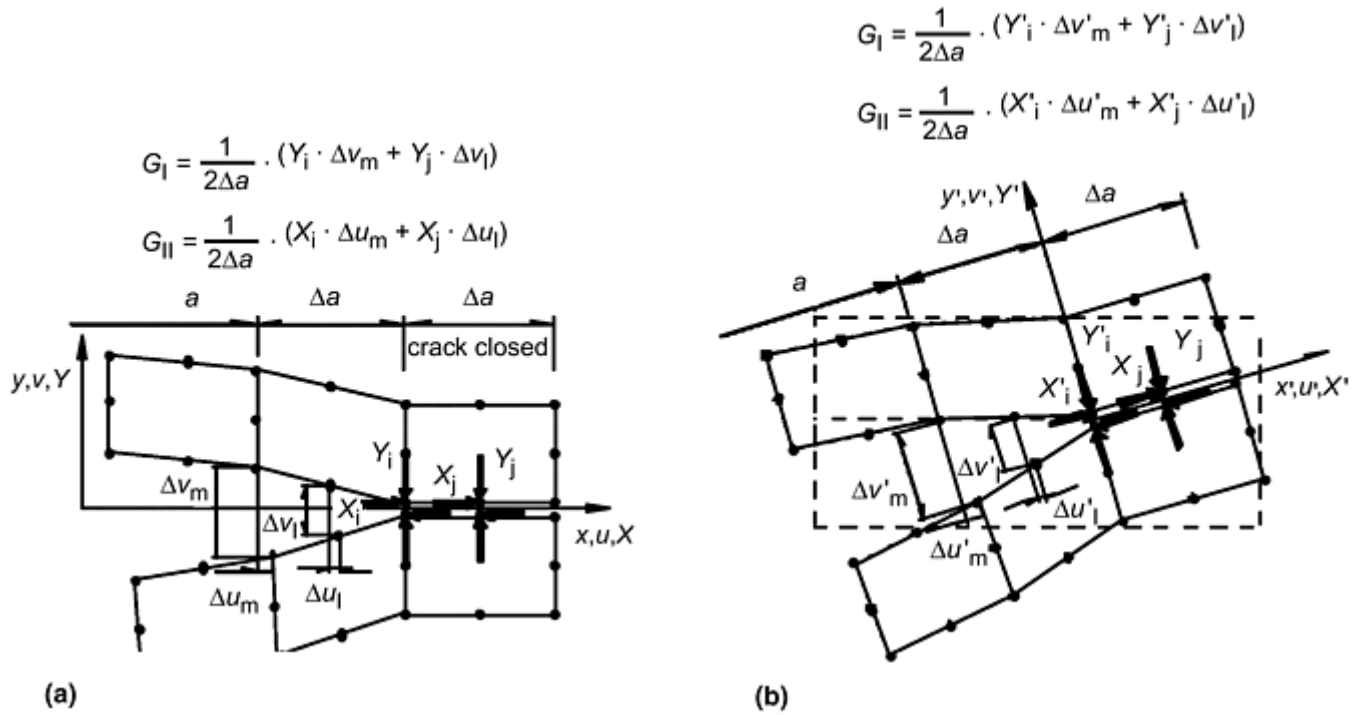 G_I = 1/2Δa · (Y_i · Δv_m + Y_j · Δv_l)
G_II = 1/2Δa · (X_i · Δu_m + X_j · Δu_l)
a Δa Δa
crack closed
y,v,Y
Y_i X_j Y_j
Δv_m
Δv_l X_i
x,u,X
Δu_m Δu_l
(a)
G_I = 1/2Δa · (Y'_i · Δv'_m + Y'_j · Δv'_l)
G_II = 1/2Δa · (X'_i · Δu'_m + X'_j · Δu'_l)
y',v',Y' Δa
Δa
a
Y'_i Y_j
X'_i X_j
x',u',X'
Δv'_l
Δv'_m
Δu'_l
Δu'_m
(b)